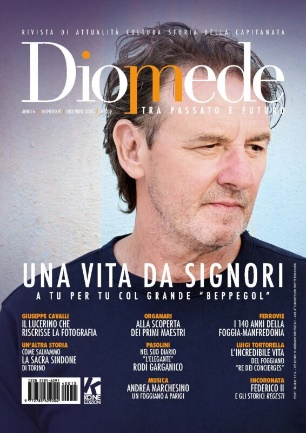 RIVISTA DI ATTUALITÀ CULTURA STORIA DELLA CAPITANATA
Diomede
TRA PASSATO E FUTURO
UNA VITA DA SIGNORI
A TU PER TU COL GRANDE "BEPPEGOL"
GIUSEPPE CAVALLI
IL LUCERINO CHE
RISCRISSE LA FOTOGRAFIA
UN'ALTRA STORIA
COME SALVAMMO
LA SACRA SINDONE
DI TORINO
ORGANARI
ALLA SCOPERTA
DEI PRIMI MAESTRI
PASOLINI
NEL SUO DIARIO
"L'ELEGANTE"
RODI GARGANICO
MUSICA
ANDREA MARCHESINO
UN FOGGIANO A PARIGI
FERROVIE
I 140 ANNI DELLA
FOGGIA-MANFREDONIA
LUIGI TORTORELLA
L'INCREDIBILE VITA
DEL FOGGIANO
"RE DEI CONCIERGES"
INCORONATA
FEDERICO II
E GLI STORICI REGESTI